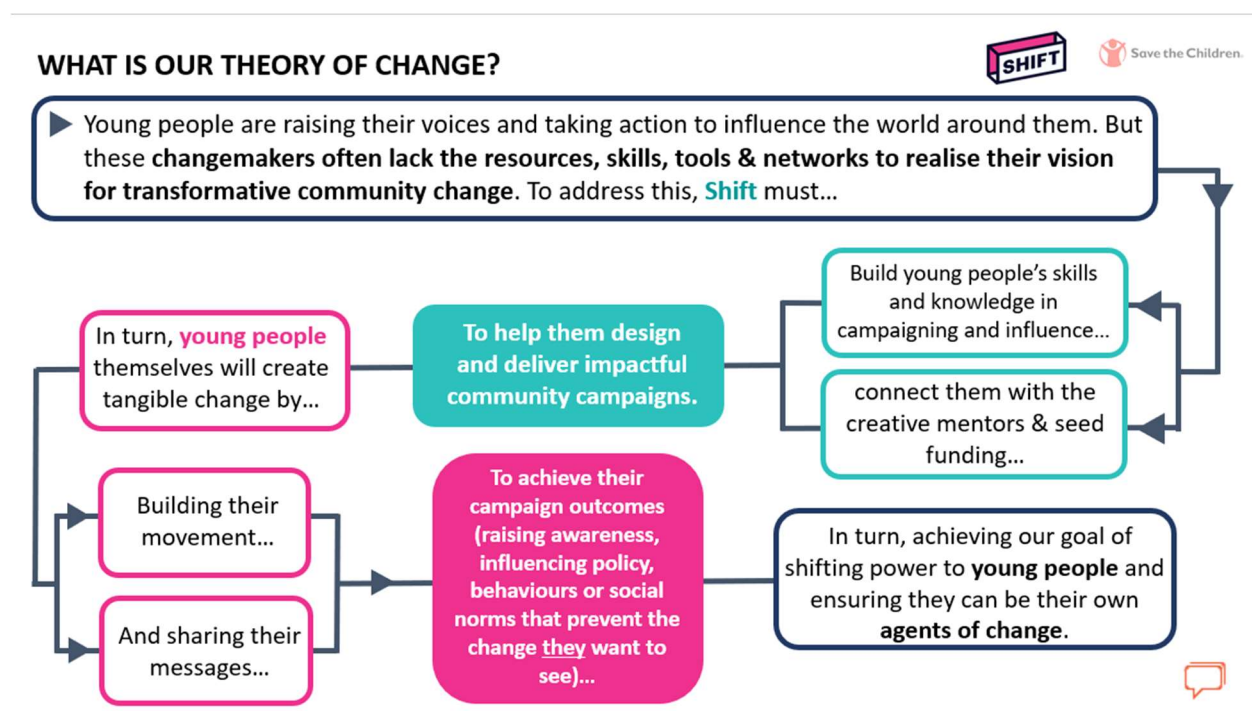 WHAT IS OUR THEORY OF CHANGE?
SHIFT
Save the Children.
Young people are raising their voices and taking action to influence the world around them. But
these changemakers often lack the resources, skills, tools & networks to realise their vision
for transformative community change. To address this, Shift must...
Build young people's skills
and knowledge in
campaigning and influence...
connect them with the
creative mentors & seed
funding...
To help them design
and deliver impactful
community campaigns.
In turn, young people
themselves will create
tangible change by...
Building their
movement...
And sharing their
messages...
To achieve their
campaign outcomes
(raising awareness,
influencing policy,
behaviours or social
norms that prevent the
change they want to
see)...
In turn, achieving our goal of
shifting power to young people and
ensuring they can be their own
agents of change.